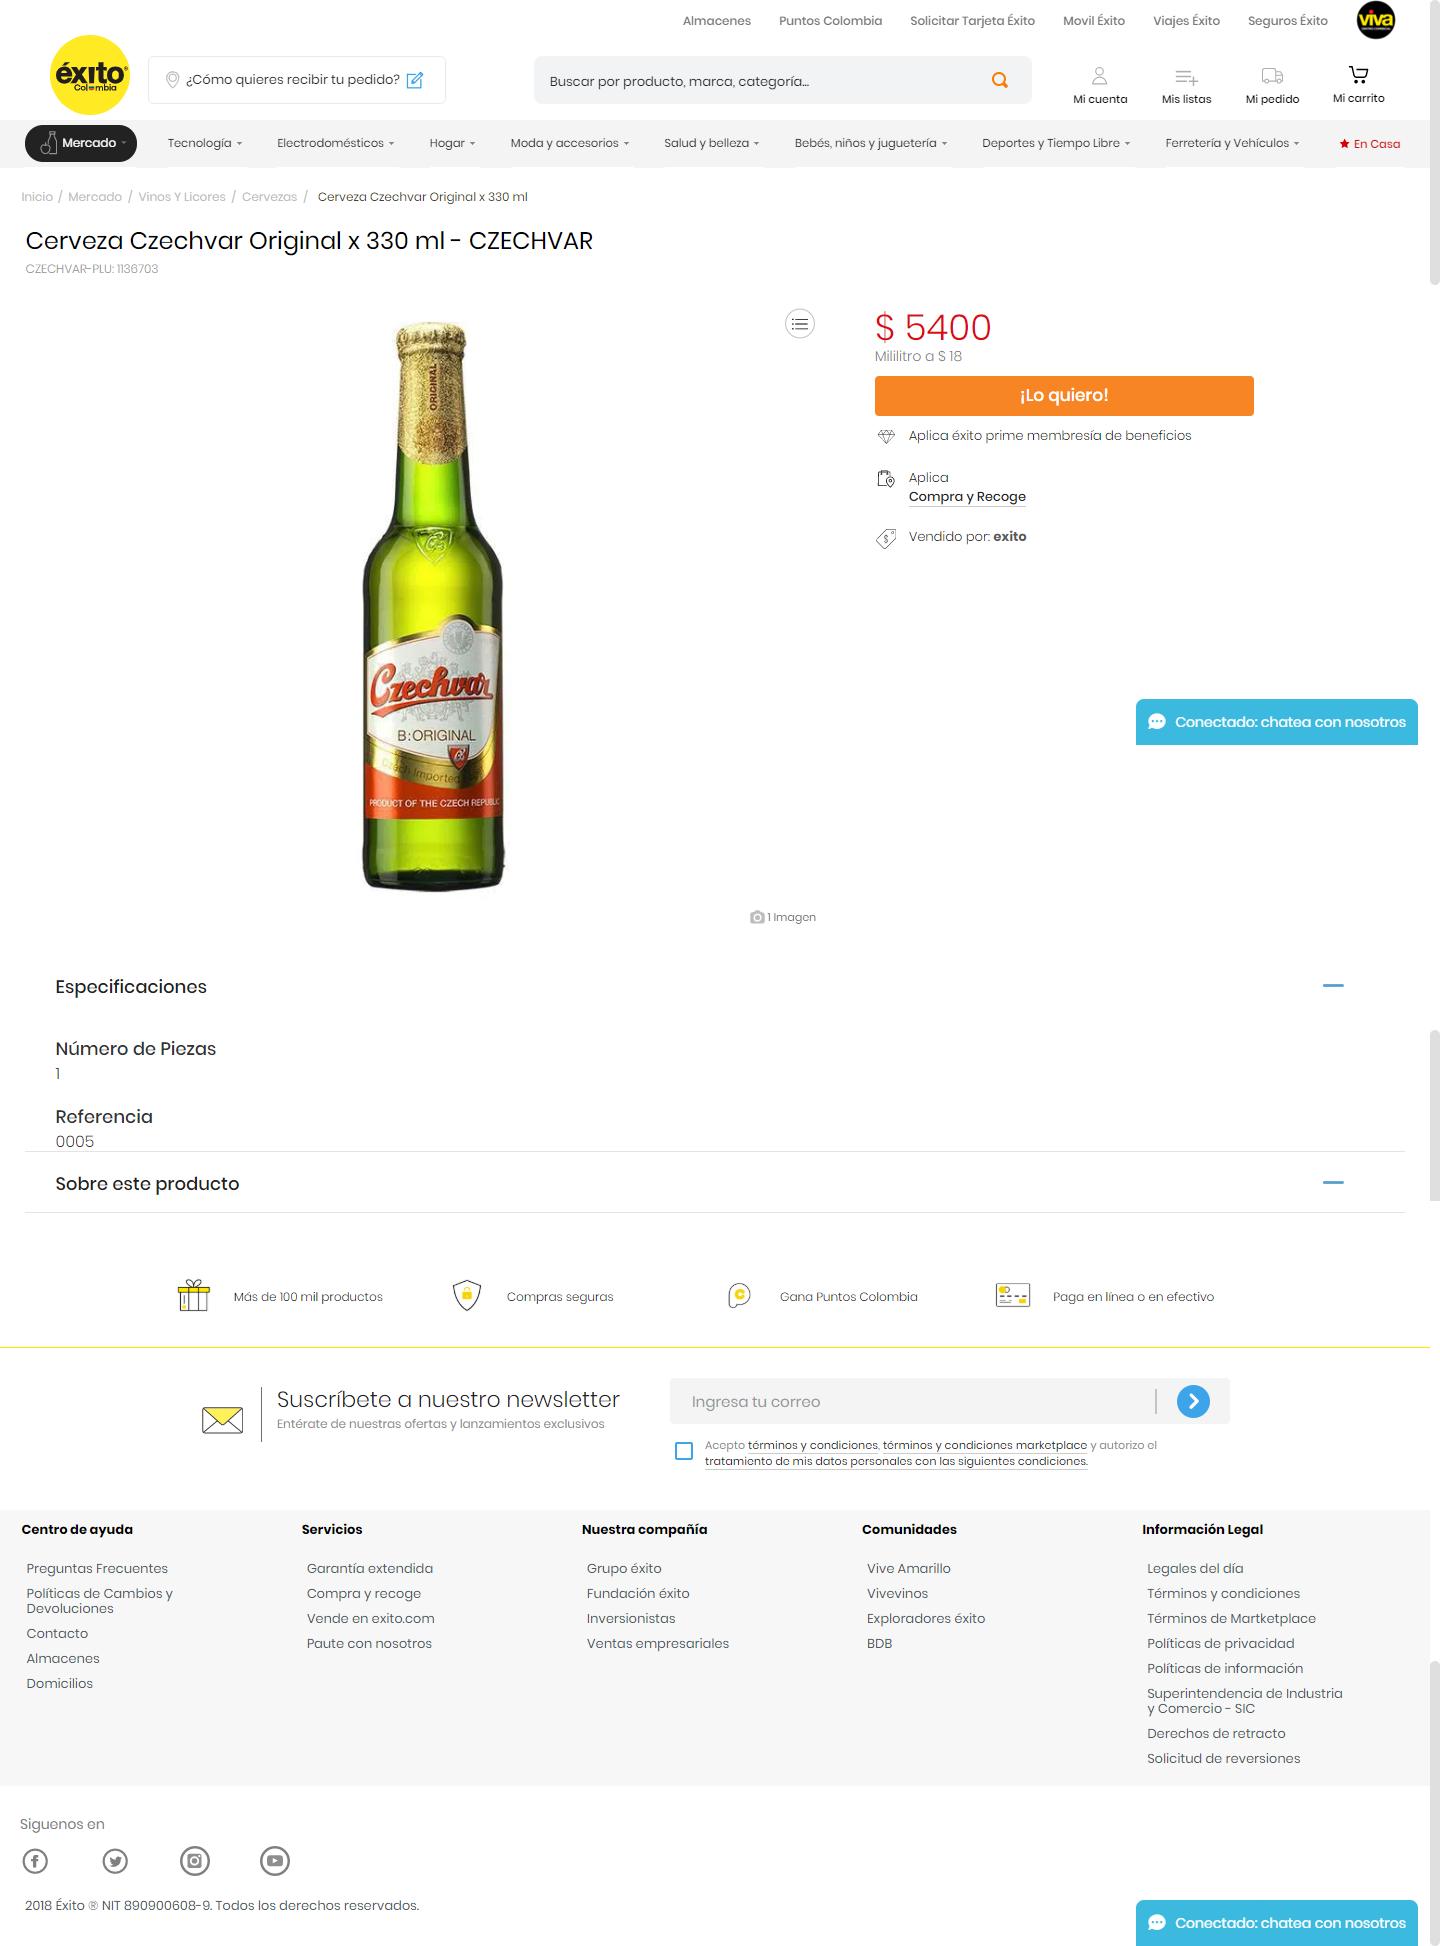 Almacenes Puntos Colombia Solicitar Tarjeta Éxito Movil Éxito Viajes Éxito Seguros Éxito viva
éxito
Colombia
¿Cómo quieres recibir tu pedido?
Buscar por producto, marca, categoría...
Mi cuenta Mis listas Mi pedido Mi carrito
Mercado Tecnología Electrodomésticos Hogar Moda y accesorios Salud y belleza Bebés, niños y juguetería Deportes y Tiempo Libre Ferretería y Vehículos En Casa
Inicio / Mercado / Vinos Y Licores / Cervezas / Cerveza Czechvar Original x 330 ml
Cerveza Czechvar Original x 330 ml - CZECHVAR
CZECHVAR-PLU: 1136703
ORIGINAL
Czechvar
B:ORIGINAL
Czech Imported
PRODUCT OF THE CZECH REPUBLIC
1 Imagen
$ 5400
Mililitro a $ 18
¡Lo quiero!
Aplica éxito prime membresía de beneficios
Aplica
Compra y Recoge
Vendido por: exito
Conectado: chatea con nosotros
Especificaciones
Número de Piezas
1
Referencia
0005
Sobre este producto
Más de 100 mil productos Compras seguras Gana Puntos Colombia Paga en línea o en efectivo
Suscríbete a nuestro newsletter
Entérate de nuestras ofertas y lanzamientos exclusivos
Ingresa tu correo
Acepto términos y condiciones, términos y condiciones marketplace y autorizo el
tratamiento de mis datos personales con las siguientes condiciones.
Centro de ayuda
Preguntas Frecuentes
Políticas de Cambios y
Devoluciones
Contacto
Almacenes
Domicilios
Servicios
Garantía extendida
Compra y recoge
Vende en exito.com
Paute con nosotros
Nuestra compañía
Grupo éxito
Fundación éxito
Inversionistas
Ventas empresariales
Comunidades
Vive Amarillo
Vivevinos
Exploradores éxito
BDB
Información Legal
Legales del día
Términos y condiciones
Términos de Martketplace
Políticas de privacidad
Políticas de información
Superintendencia de Industria
y Comercio - SIC
Derechos de retracto
Solicitud de reversiones
Siguenos en
2018 Éxito ® NIT 890900608-9. Todos los derechos reservados.
Conectado: chatea con nosotros